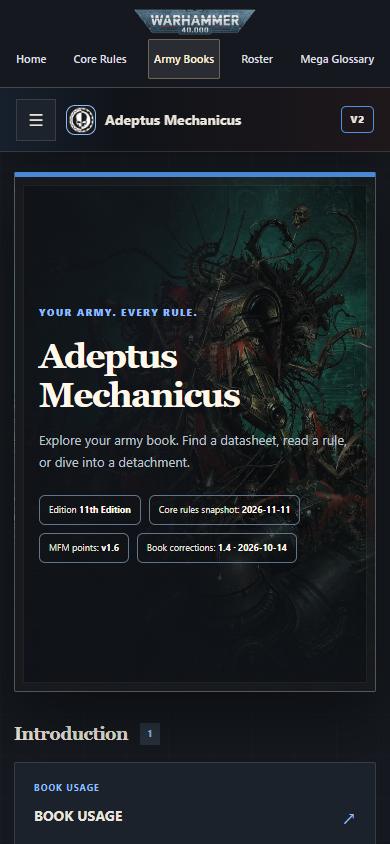 WARHAMMER
40,000
Home Core Rules Army Books Roster Mega Glossary
☰ Adeptus Mechanicus V2
YOUR ARMY. EVERY RULE.
Adeptus
Mechanicus
Explore your army book. Find a datasheet, read a rule,
or dive into a detachment.
Edition 11th Edition Core rules snapshot: 2026-11-11
MFM points: v1.6 Book corrections: 1.4 · 2026-10-14
Introduction 1
BOOK USAGE
BOOK USAGE ↗